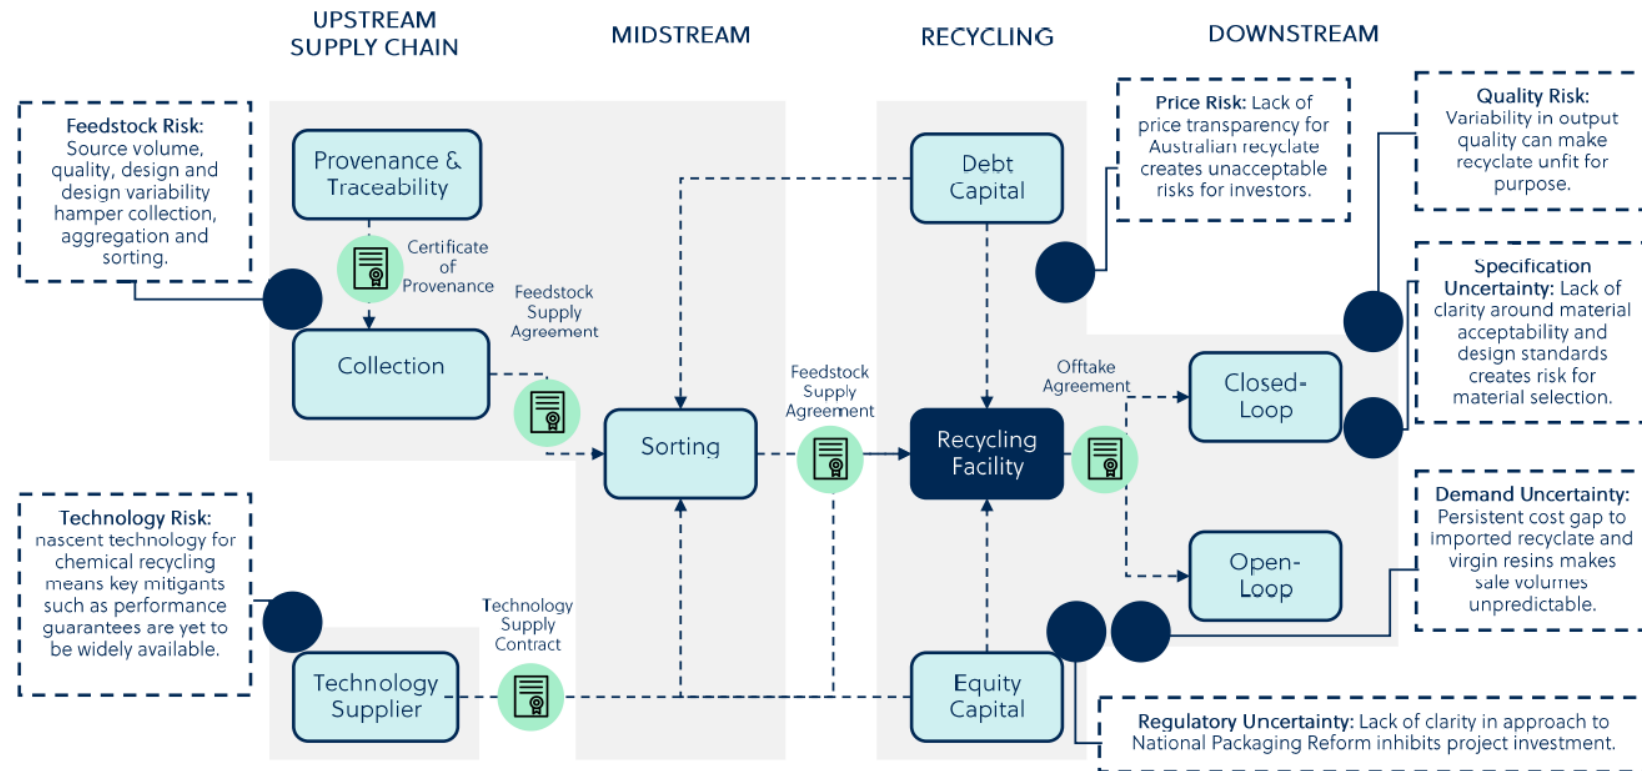 UPSTREAM
SUPPLY CHAIN
MIDSTREAM
RECYCLING
DOWNSTREAM
Feedstock Risk:
Source volume,
quality, design and
design variability
hamper collection,
aggregation and
sorting.
Provenance &
Traceability
Certificate
of
Provenance
Collection
Feedstock
Supply
Agreement
Sorting
Feedstock
Supply
Agreement
Debt
Capital
Recycling
Facility
Price Risk: Lack of
price transparency for
Australian recyclate
creates unacceptable
risks for investors.
Quality Risk:
Variability in output
quality can make
recyclate unfit for
purpose.
Specification
Uncertainty: Lack of
clarity around material
acceptability and
design standards
creates risk for
material selection.
Offtake
Agreement
Closed-
Loop
Open-
Loop
Demand Uncertainty:
Persistent cost gap to
imported recyclate and
virgin resins makes
sale volumes
unpredictable.
Technology Risk:
nascent technology for
chemical recycling
means key mitigants
such as performance
guarantees are yet to
be widely available.
Technology
Supplier
Technology
Supply
Contract
Equity
Capital
Regulatory Uncertainty: Lack of clarity in approach to
National Packaging Reform inhibits project investment.